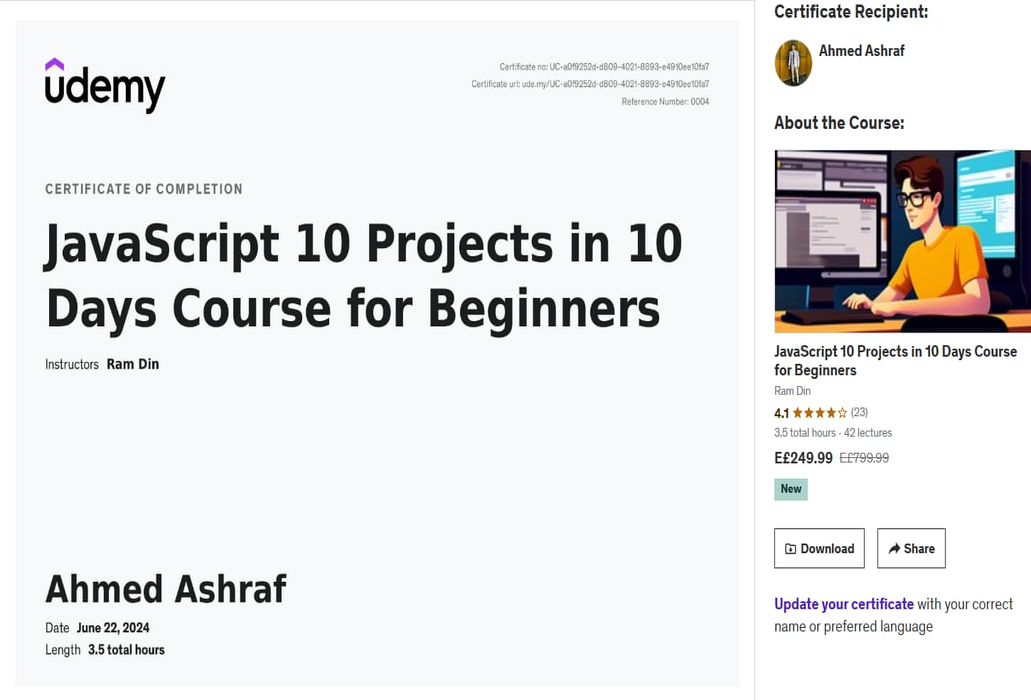 udemy
Certificate no: UC-a0f9252d-d809-4021-8893-e4910ee10fa7
Certificate url: ude.my/UC-a0f9252d-d809-4021-8893-e4910ee10fa7
Reference Number: 0004
CERTIFICATE OF COMPLETION
JavaScript 10 Projects in 10
Days Course for Beginners
Instructors Ram Din
Ahmed Ashraf
Date June 22, 2024
Length 3.5 total hours
Certificate Recipient:
Ahmed Ashraf
About the Course:
JavaScript 10 Projects in 10 Days Course
for Beginners
Ram Din
4.1 (23)
3.5 total hours · 42 lectures
E£249.99 E£799.99
New
Download Share
Update your certificate with your correct
name or preferred language